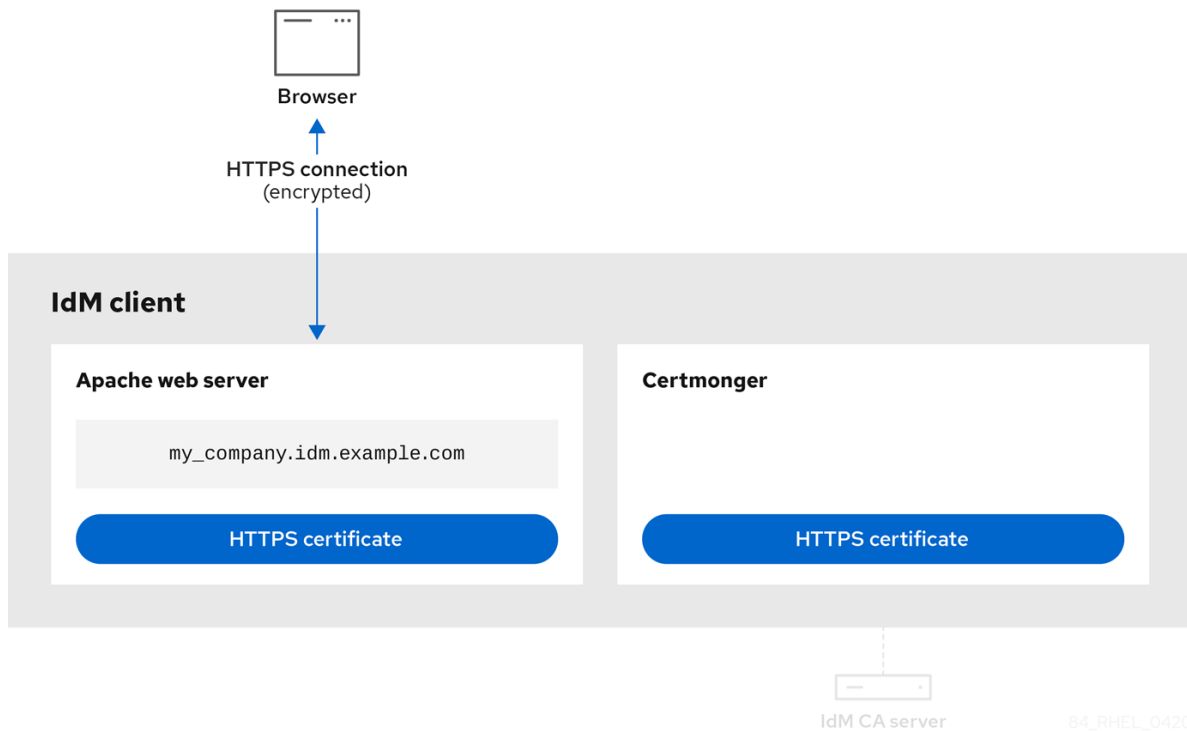 Browser
HTTPS connection
(encrypted)
IdM client
Apache web server
Certmonger
my_company.idm.example.com
HTTPS certificate
HTTPS certificate
IdM CA server
84_RHEL_0420